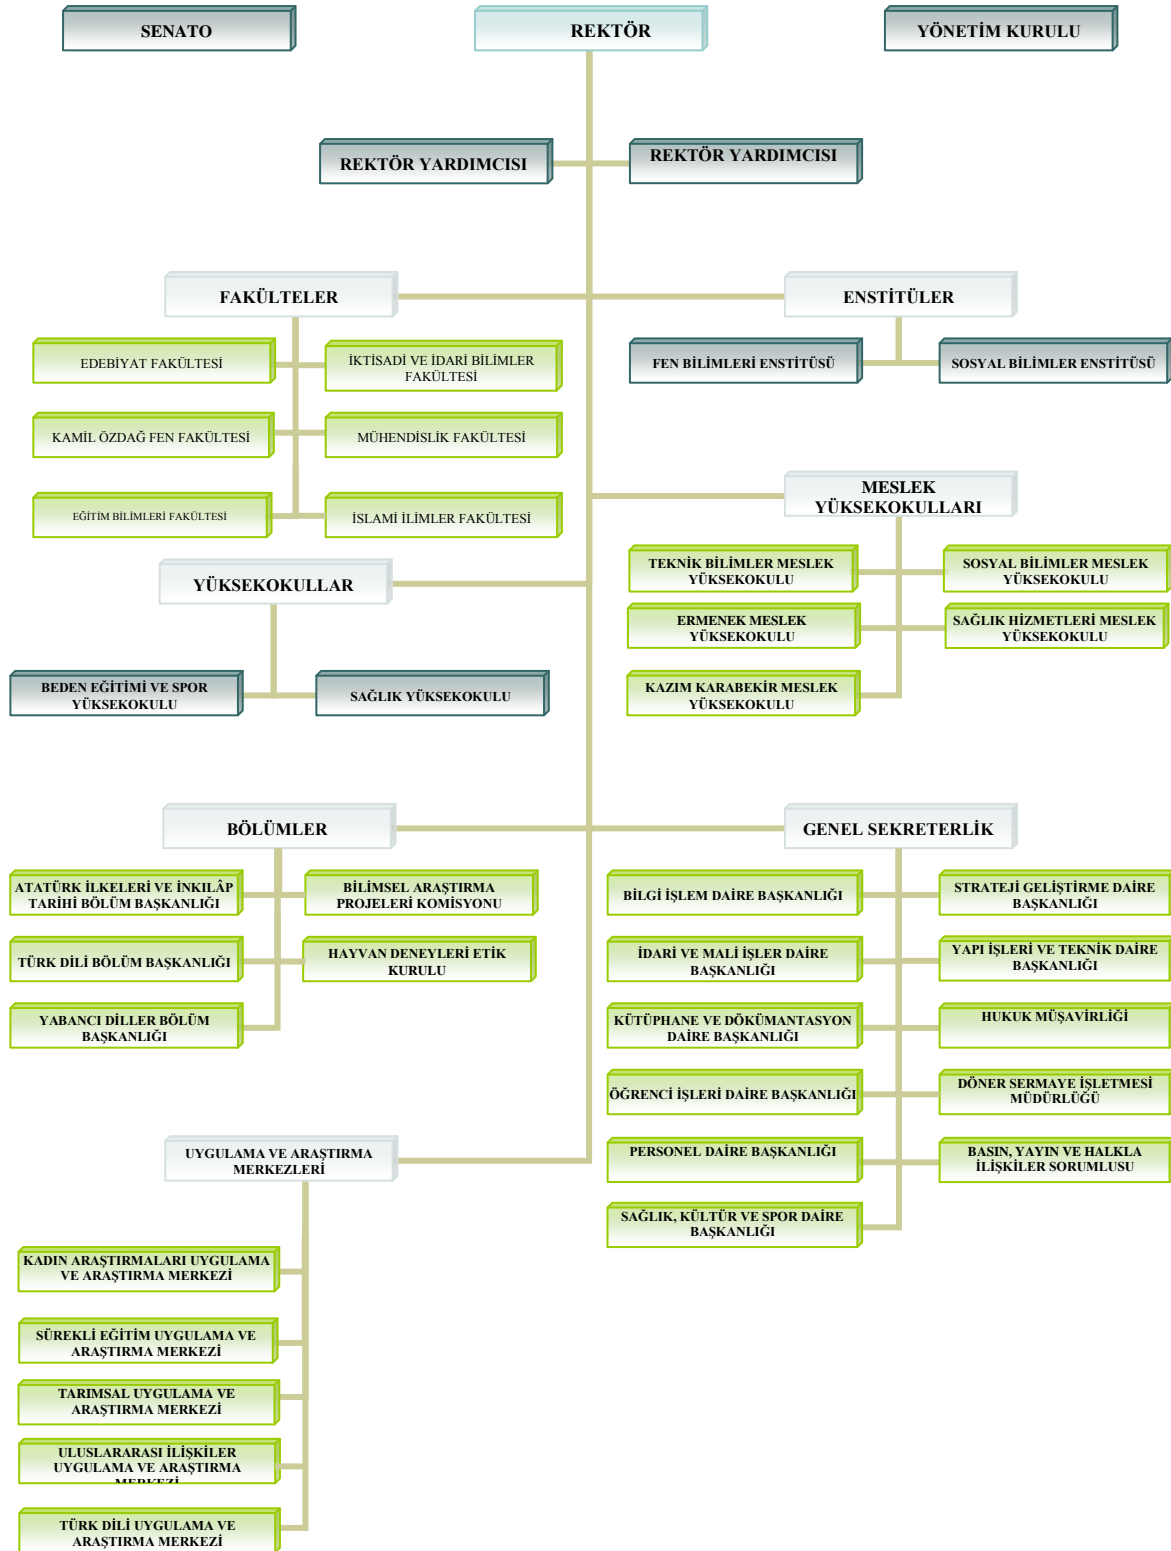 SENATO
REKTÖR
YÖNETİM KURULU
REKTÖR YARDIMCISI
REKTÖR YARDIMCISI
FAKÜLTELER
ENSTİTÜLER
EDEBİYAT FAKÜLTESİ
İKTİSADİ VE İDARİ BİLİMLER
FAKÜLTESİ
FEN BİLİMLERİ ENSTİTÜSÜ
SOSYAL BİLİMLER ENSTİTÜSÜ
KAMİL ÖZDAĞ FEN FAKÜLTESİ
MÜHENDİSLİK FAKÜLTESİ
EĞİTİM BİLİMLERİ FAKÜLTESİ
İSLAMİ İLİMLER FAKÜLTESİ
MESLEK
YÜKSEKOKULLARI
YÜKSEKOKULLAR
TEKNİK BİLİMLER MESLEK
YÜKSEKOKULU
SOSYAL BİLİMLER MESLEK
YÜKSEKOKULU
ERMENEK MESLEK
YÜKSEKOKULU
SAĞLIK HİZMETLERİ MESLEK
YÜKSEKOKULU
BEDEN EĞİTİMİ VE SPOR
YÜKSEKOKULU
SAĞLIK YÜKSEKOKULU
KAZIM KARABEKİR MESLEK
YÜKSEKOKULU
BÖLÜMLER
GENEL SEKRETERLİK
ATATÜRK İLKELERİ VE İNKILÂP
TARİHİ BÖLÜM BAŞKANLIĞI
BİLİMSEL ARAŞTIRMA
PROJELERİ KOMİSYONU
BİLGİ İŞLEM DAİRE BAŞKANLIĞI
STRATEJİ GELİŞTİRME DAİRE
BAŞKANLIĞI
TÜRK DİLİ BÖLÜM BAŞKANLIĞI
HAYVAN DENEYLERİ ETİK
KURULU
İDARİ VE MALİ İŞLER DAİRE
BAŞKANLIĞI
YAPI İŞLERİ VE TEKNİK DAİRE
BAŞKANLIĞI
YABANCI DİLLER BÖLÜM
BAŞKANLIĞI
KÜTÜPHANE VE DÖKÜMANTASYON
DAİRE BAŞKANLIĞI
HUKUK MÜŞAVİRLİĞİ
ÖĞRENCİ İŞLERİ DAİRE BAŞKANLIĞI
DÖNER SERMAYE İŞLETMESİ
MÜDÜRLÜĞÜ
UYGULAMA VE ARAŞTIRMA
MERKEZLERİ
PERSONEL DAİRE BAŞKANLIĞI
BASIN, YAYIN VE HALKLA
İLİŞKİLER SORUMLUSU
SAĞLIK, KÜLTÜR VE SPOR DAİRE
BAŞKANLIĞI
KADIN ARAŞTIRMALARI UYGULAMA
VE ARAŞTIRMA MERKEZİ
SÜREKLİ EĞİTİM UYGULAMA VE
ARAŞTIRMA MERKEZİ
TARIMSAL UYGULAMA VE
ARAŞTIRMA MERKEZİ
ULUSLARARASI İLİŞKİLER
UYGULAMA VE ARAŞTIRMA
MERKEZİ
TÜRK DİLİ UYGULAMA VE
ARAŞTIRMA MERKEZİ